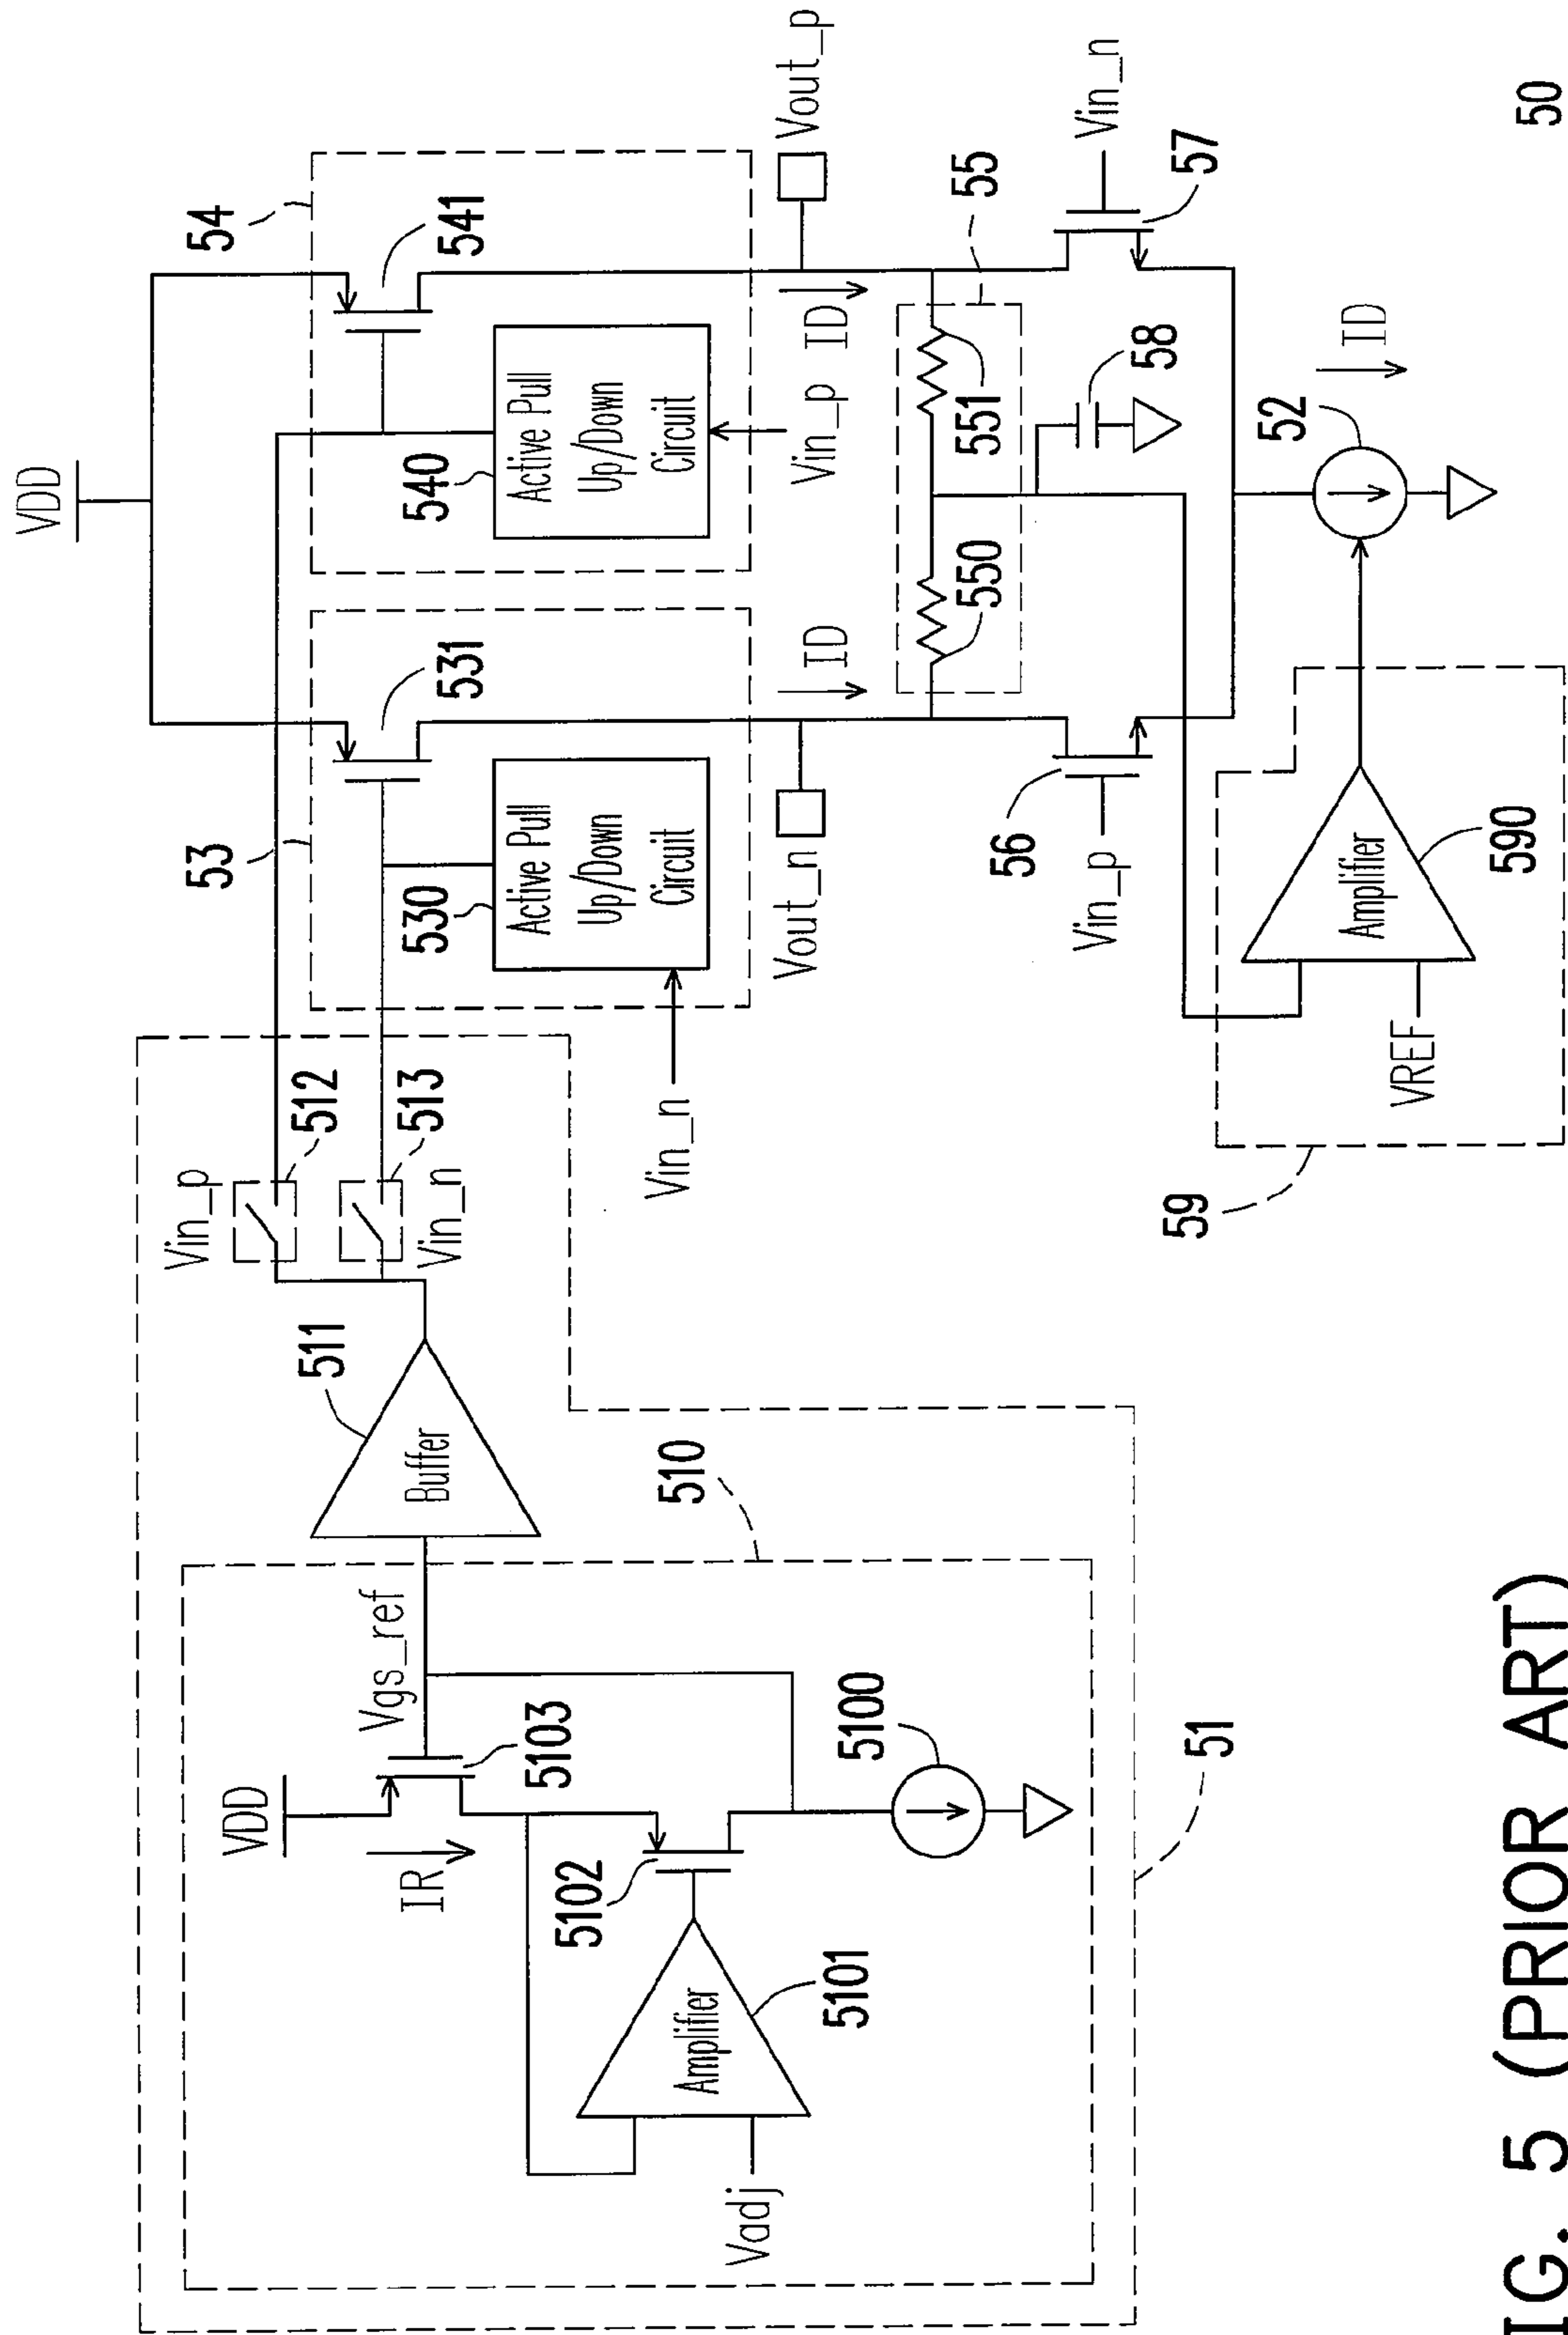 VDD
54
541
53
531
540
Active Pull
Up/Down
Circuit
Vin_p
530
Active Pull
Up/Down
Circuit
Vin_n
Vin_p
512
513
Vin_n
511
Buffer
510
Vgs_ref
VDD
IR
5103
5102
Amplifier
5101
Vadj
5100
51
Vout_n
Vout_p
ID
ID
55
550
551
58
56
Vin_p
57
Vin_n
52
ID
Amplifier
590
VREF
59
50
IG. 5 (PRIOR ART)